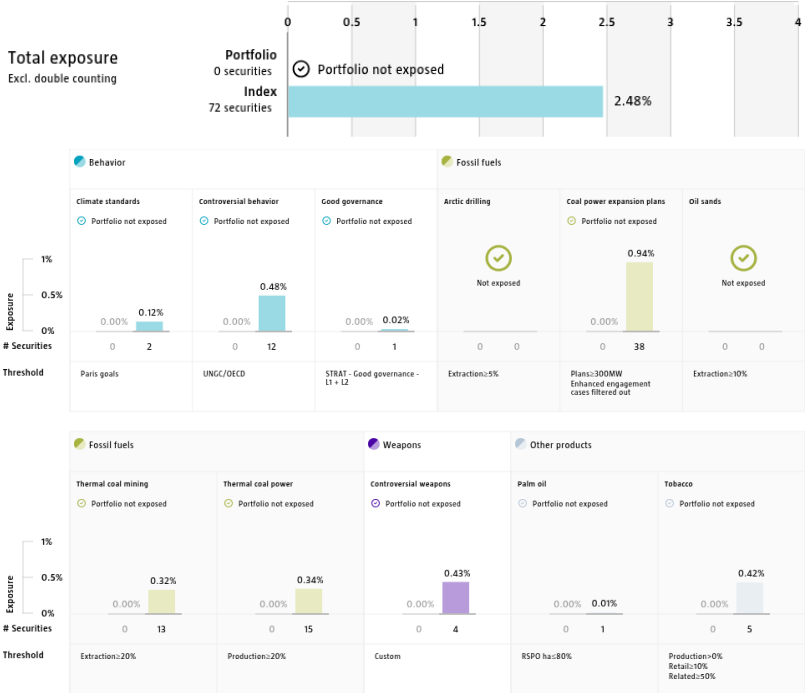 0 0.5 1 1.5 2 2.5 3 3.5 4
Total exposure
Excl. double counting
Portfolio
0 securities
Portfolio not exposed
Index
72 securities
2.48%
Behavior
Fossil fuels
Climate standards
Controversial behavior
Good governance
Arctic drilling
Coal power expansion plans
Oil sands
Portfolio not exposed
Portfolio not exposed
Portfolio not exposed
Portfolio not exposed
Exposure
1%
0.5%
0%
0.00% 0.12%
0.00% 0.48%
0.00% 0.02%
Not exposed
0.00% 0.94%
Not exposed
# Securities 0 2 0 12 0 1 0 0 0 38 0 0
Threshold
Paris goals
UNGC/OECD
STRAT - Good governance -
L1 + L2
Extraction≥5%
Plans≥300MW
Enhanced engagement
cases filtered out
Extraction≥10%
Fossil fuels
Weapons
Other products
Thermal coal mining
Thermal coal power
Controversial weapons
Palm oil
Tobacco
Portfolio not exposed
Portfolio not exposed
Portfolio not exposed
Portfolio not exposed
Portfolio not exposed
Exposure
1%
0.5%
0%
0.00% 0.32%
0.00% 0.34%
0.00% 0.43%
0.00% 0.01%
0.00% 0.42%
# Securities 0 13 0 15 0 4 0 1 0 5
Threshold
Extraction≥20%
Production≥20%
Custom
RSPO ha≤80%
Production>0%
Retail≥10%
Related≥50%